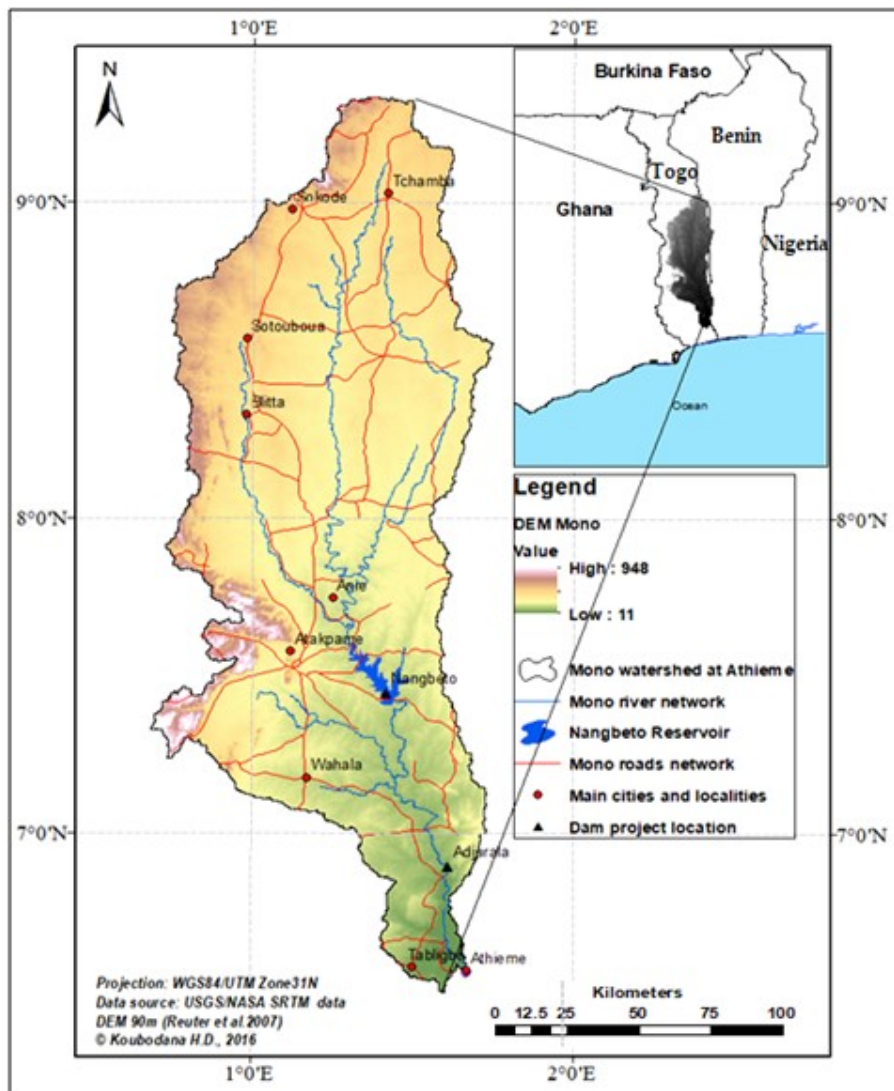 1°0'E
2°0'E
N
Burkina Faso
Benin
Togo
Ghana
Nigeria
Ocean
9°0'N
9°0'N
Tchamba
Sokode
Sotouboua
Blitta
8°0'N
8°0'N
Anie
Atakpame
Nangbeto
Wahala
7°0'N
7°0'N
Adjarala
Tabligbo
Athieme
Legend
DEM Mono
Value
High : 948
Low : 11
Mono watershed at Athieme
Mono river network
Nangbeto Reservoir
Mono roads network
Main cities and localities
Dam project location
Projection: WGS84/UTM Zone31N
Data source: USGS/NASA SRTM data
DEM 90m (Reuter et al.2007)
© Koubodana H.D., 2016
Kilometers
0 12.5 25 50 75 100
1°0'E
2°0'E